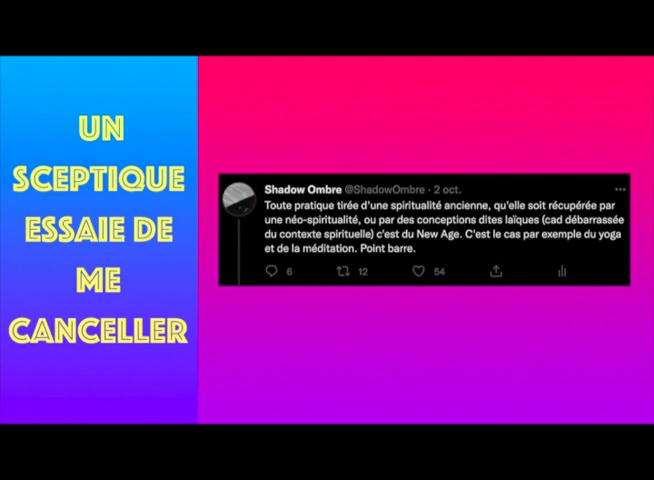 UN
SCEPTIQUE
ESSAIE DE
ME
CANCELLER
Shadow Ombre @ShadowOmbre · 2 oct.
Toute pratique tirée d'une spiritualité ancienne, qu'elle soit récupérée par
une néo-spiritualité, ou par des conceptions dites laïques (cad débarrassée
du contexte spirituelle) c'est du New Age. C'est le cas par exemple du yoga
et de la méditation. Point barre.
6 12 54